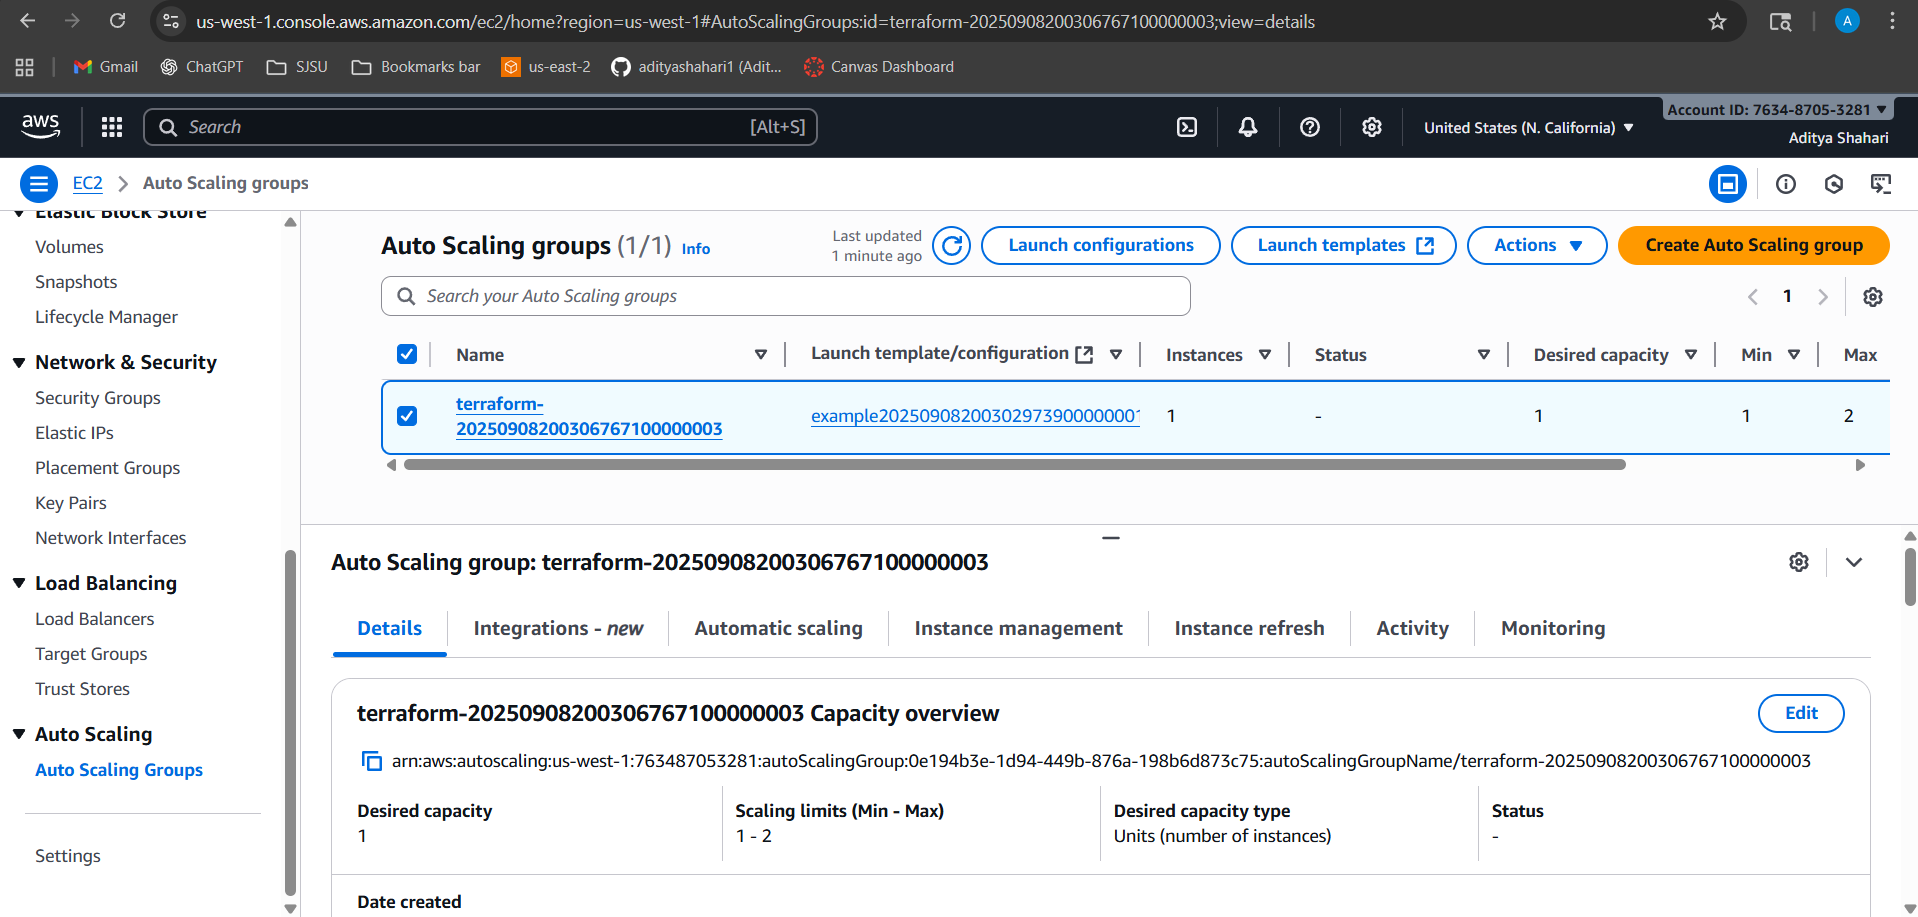 us-west-1.console.aws.amazon.com/ec2/home?region=us-west-1#AutoScalingGroups:id=terraform-20250908200306767100000003;view=details
A
Gmail
ChatGPT
SJSU
Bookmarks bar
us-east-2
adityashahari1 (Adit...
Canvas Dashboard
aws
Search
[Alt+S]
United States (N. California)
Account ID: 7634-8705-3281
Aditya Shahari
EC2
Auto Scaling groups
Elastic Block Store
Volumes
Snapshots
Lifecycle Manager
Network & Security
Security Groups
Elastic IPs
Placement Groups
Key Pairs
Network Interfaces
Load Balancing
Load Balancers
Target Groups
Trust Stores
Auto Scaling
Auto Scaling Groups
Settings
Auto Scaling groups (1/1) Info
Last updated
1 minute ago
Launch configurations
Launch templates
Actions
Create Auto Scaling group
Search your Auto Scaling groups
1
Name
Launch template/configuration
Instances
Status
Desired capacity
Min
Max
terraform-
20250908200306767100000003
example20250908200302973900000001
1
-
1
1
2
Auto Scaling group: terraform-20250908200306767100000003
Details
Integrations - new
Automatic scaling
Instance management
Instance refresh
Activity
Monitoring
terraform-20250908200306767100000003 Capacity overview
Edit
arn:aws:autoscaling:us-west-1:763487053281:autoScalingGroup:0e194b3e-1d94-449b-876a-198b6d873c75:autoScalingGroupName/terraform-20250908200306767100000003
Desired capacity
1
Scaling limits (Min - Max)
1 - 2
Desired capacity type
Units (number of instances)
Status
-
Date created